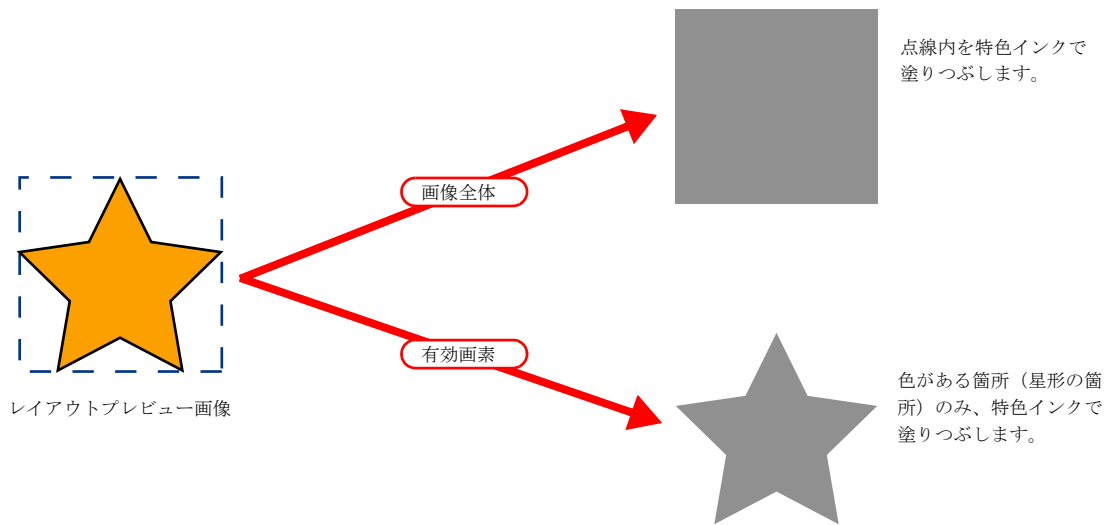 点線内を特色インクで
塗りつぶします。
画像全体
有効画素
レイアウトプレビュー画像
色がある箇所（星形の箇
所）のみ、特色インクで
塗りつぶします。